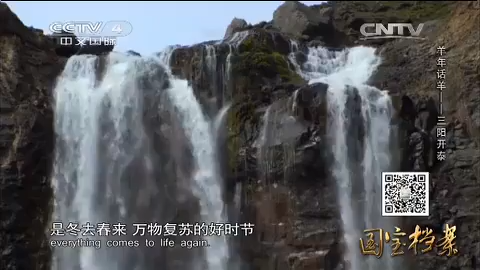 CCTV 4
中文国际
CNTV
羊年话羊——三阳开泰
国宝档案
是冬去春来 万物复苏的好时节
everything comes to life again.